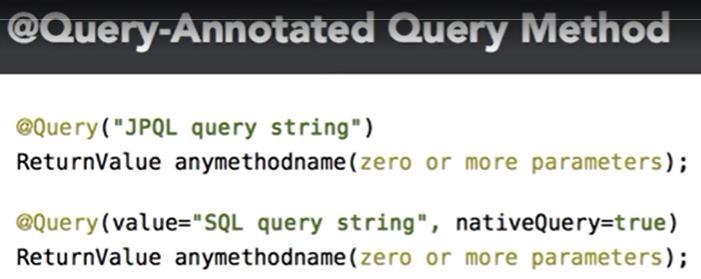 @Query-Annotated Query Method
@Query("JPQL query string")
ReturnValue anymethodname(zero or more parameters);
@Query(value="SQL query string", nativeQuery=true)
ReturnValue anymethodname(zero or more parameters);